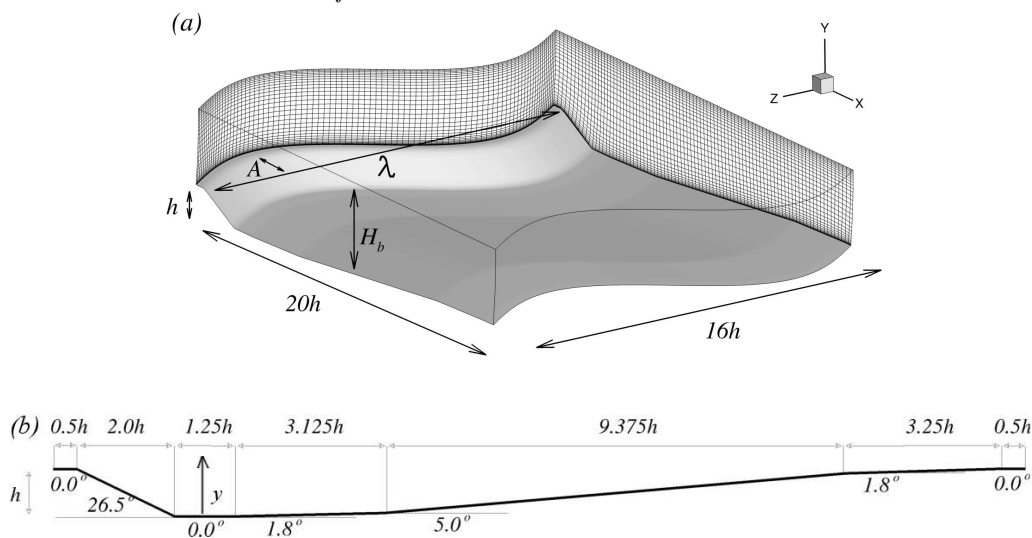 (a)
Y
Z
X
A
λ
h
H_b
20h
16h
(b) 0.5h 2.0h 1.25h 3.125h 9.375h 3.25h 0.5h
h 0.0° 26.5° y 0.0° 1.8° 5.0° 1.8° 0.0°